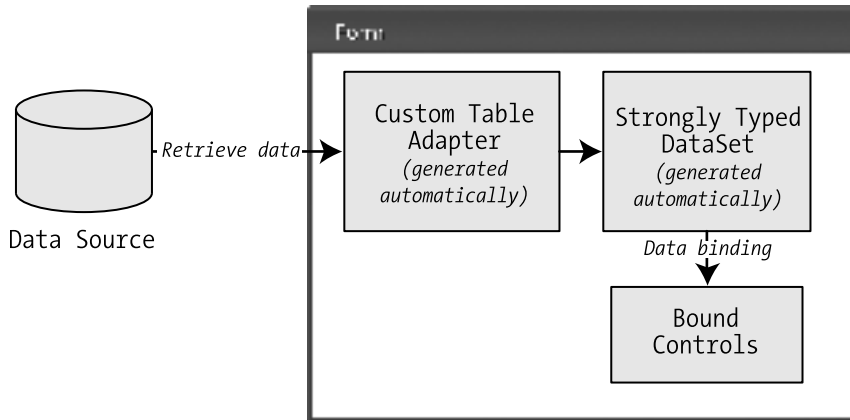 Form
Custom Table
Adapter
(generated
automatically)
Strongly Typed
DataSet
(generated
automatically)
Retrieve data
Data Source
Data binding
Bound
Controls